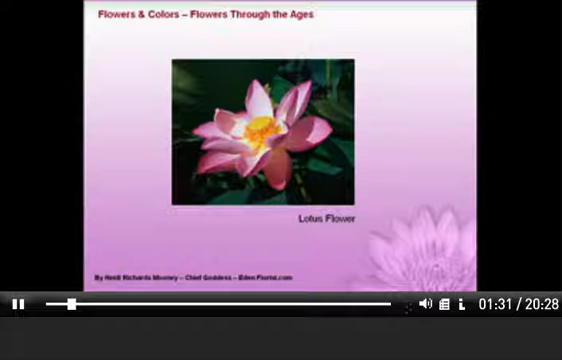 Flowers & Colors – Flowers Through the Ages
Lotus Flower
By Heidi Richards Mooney – Chief Goddess – Eden Florist.com
01:31 / 20:28